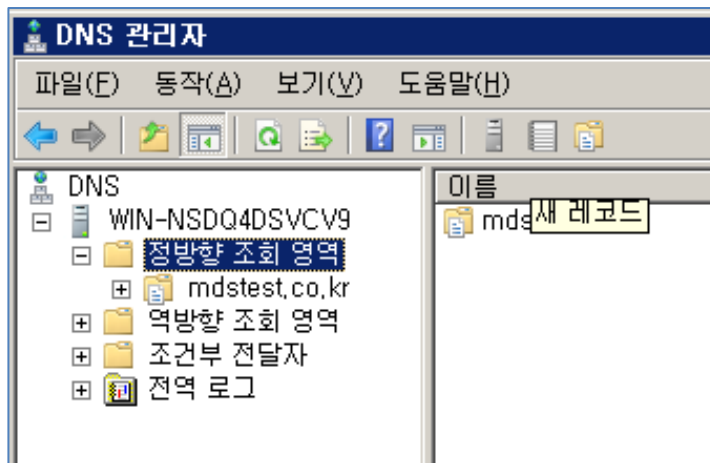 DNS 관리자
파일(F) 동작(A) 보기(V) 도움말(H)
DNS
WIN-NSDQ4DSVCV9
정방향 조회 영역
mdstest.co.kr
역방향 조회 영역
조건부 전달자
전역 로그
이름
새 레코드